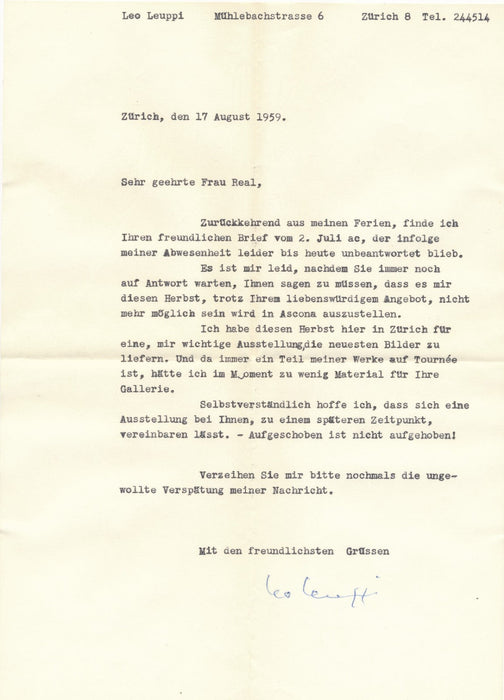 Leo Leuppi Mühlebachstrasse 6 Zürich 8 Tel. 244514
Zürich, den 17 August 1959.
Sehr geehrte Frau Real,
Zurückkehrend aus meinen Ferien, finde ich
Ihren freundlichen Brief vom 2. Juli ac, der infolge
meiner Abwesenheit leider bis heute unbeantwortet blieb.
Es ist mir leid, nachdem Sie immer noch
auf Antwort warten, Ihnen sagen zu müssen, dass es mir
diesen Herbst, trotz Ihrem liebenswürdigem Angebot, nicht
mehr möglich sein wird in Ascona auszustellen.
Ich habe diesen Herbst hier in Zürich für
eine, mir wichtige Ausstellung,die neuesten Bilder zu
liefern. Und da immer ein Teil meiner Werke auf Tournée
ist, hätte ich im Moment zu wenig Material für Ihre
Gallerie.
Selbstverständlich hoffe ich, dass sich eine
Ausstellung bei Ihnen, zu einem späteren Zeitpunkt,
vereinbaren lässt. - Aufgeschoben ist nicht aufgehoben!
Verzeihen Sie mir bitte nochmals die unge-
wollte Verspätung meiner Nachricht.
Mit den freundlichsten Grüssen
Leo Leuppi